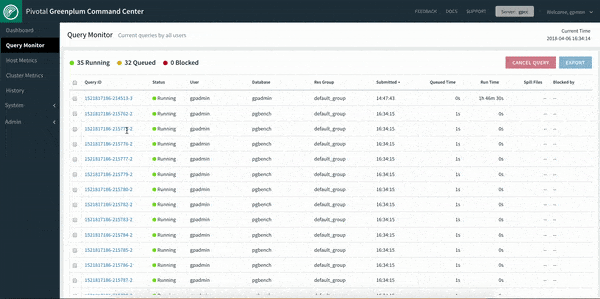 Pivotal Greenplum Command Center
FEEDBACK DOCS SUPPORT Server: gpcc Welcome, gpmon
Dashboard
Query Monitor
Host Metrics
Cluster Metrics
History
System
Admin
Query Monitor Current queries by all users
Current Time
2018-04-06 16:34:14
35 Running 32 Queued 0 Blocked
CANCEL QUERY EXPORT
Query ID Status User Database Res Group Submitted Queued Time Run Time Spill Files Blocked by
1521817186-214513-3 Running gpadmin gpadmin default_group 14:47:43 0s 1h 46m 30s -- --
1521817186-215762-2 Running gpadmin pgbench default_group 16:34:15 1s 0s -- --
Running gpadmin pgbench default_group 16:34:15 1s 0s -- --
1521817186-215776-2 Running gpadmin pgbench default_group 16:34:15 1s 0s -- --
1521817186-215777-2 Running gpadmin pgbench default_group 16:34:15 1s 0s -- --
1521817186-215779-2 Running gpadmin pgbench default_group 16:34:15 1s 0s -- --
1521817186-215780-2 Running gpadmin pgbench default_group 16:34:15 1s 0s -- --
1521817186-215782-2 Running gpadmin pgbench default_group 16:34:15 1s 0s -- --
1521817186-215783-2 Running gpadmin pgbench default_group 16:34:15 1s 0s -- --
1521817186-215784-2 Running gpadmin pgbench default_group 16:34:15 1s 0s -- --
1521817186-215785-2 Running gpadmin pgbench default_group 16:34:15 1s 0s -- --
1521817186-215786-2 Running gpadmin pgbench default_group 16:34:15 1s 0s -- --
1521817186-215787-2 Running gpadmin pgbench default_group 16:34:15 1s 0s -- --